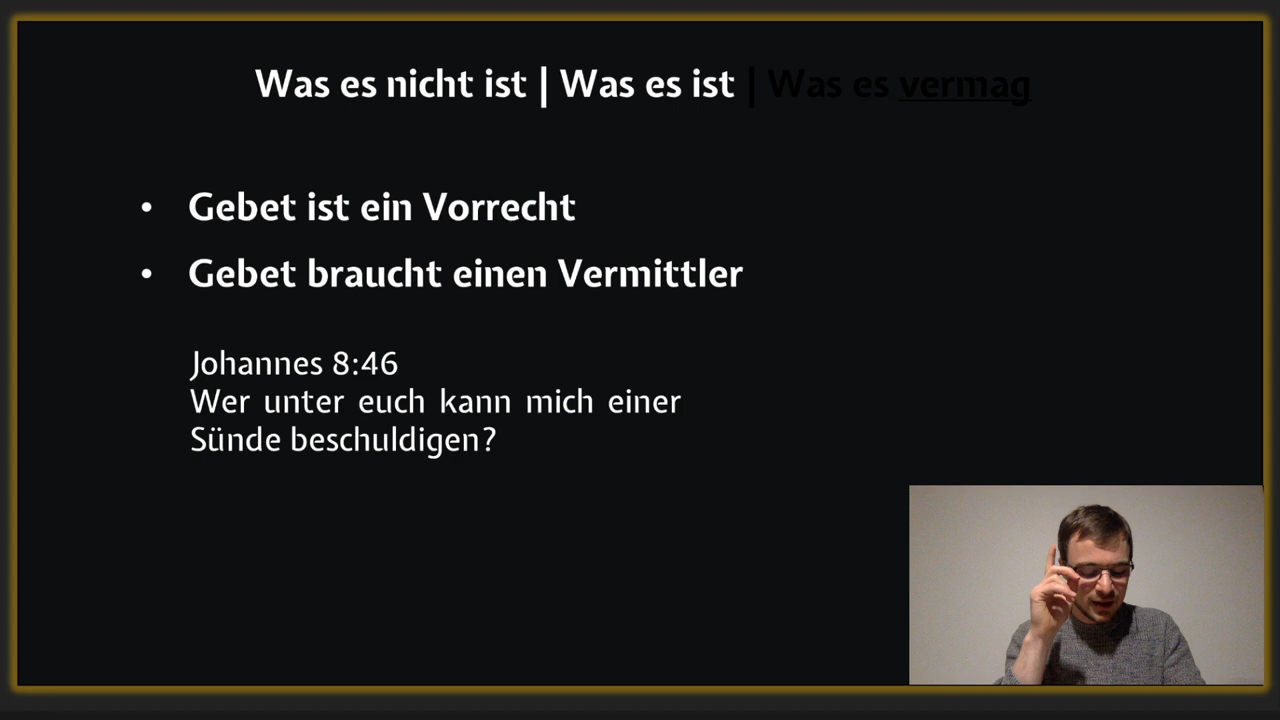 Was es nicht ist | Was es ist | Was es vermag
• Gebet ist ein Vorrecht
• Gebet braucht einen Vermittler
Johannes 8:46
Wer unter euch kann mich einer
Sünde beschuldigen?